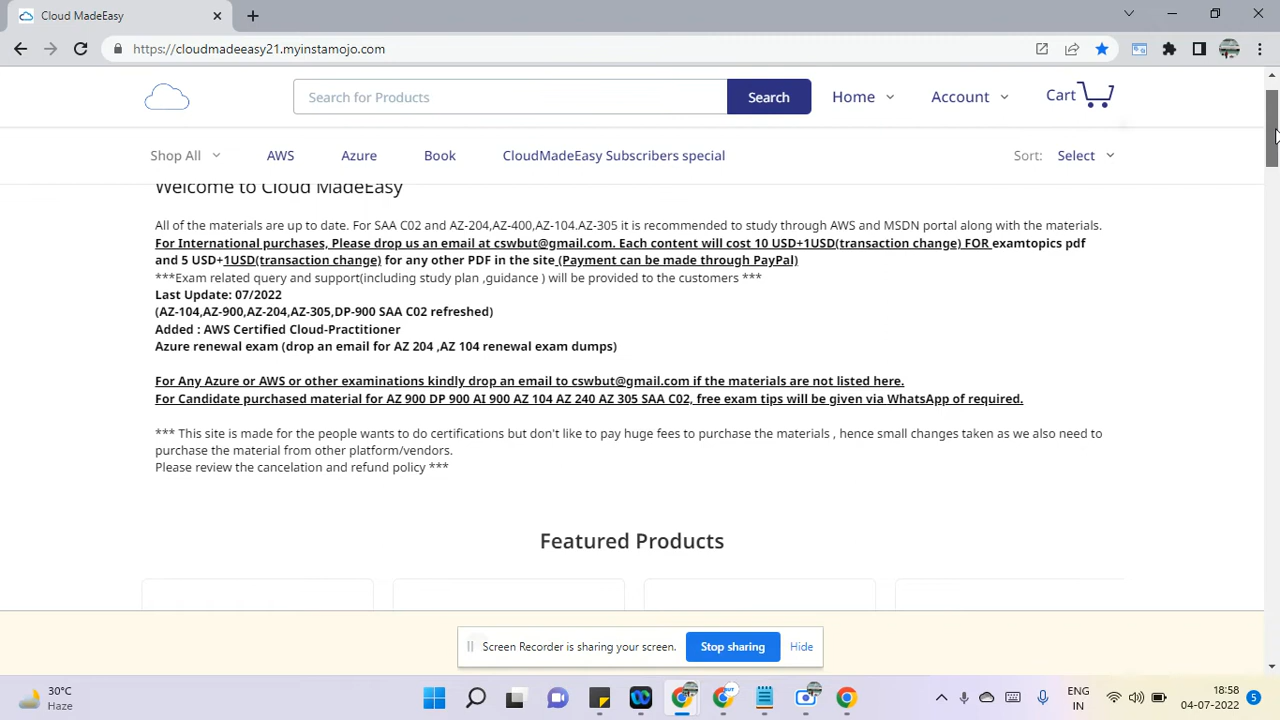 Cloud MadeEasy
https://cloudmadeeasy21.myinstamojo.com
Search for Products
Search
Home
Account
Cart
Shop All
AWS
Azure
Book
CloudMadeEasy Subscribers special
Sort:
Select
Welcome to Cloud MadeEasy
All of the materials are up to date. For SAA C02 and AZ-204,AZ-400,AZ-104.AZ-305 it is recommended to study through AWS and MSDN portal along with the materials.
For International purchases, Please drop us an email at cswbut@gmail.com. Each content will cost 10 USD+1USD(transaction change) FOR examtopics pdf
and 5 USD+1USD(transaction change) for any other PDF in the site (Payment can be made through PayPal)
***Exam related query and support(including study plan ,guidance ) will be provided to the customers ***
Last Update: 07/2022
(AZ-104,AZ-900,AZ-204,AZ-305,DP-900 SAA C02 refreshed)
Added : AWS Certified Cloud-Practitioner
Azure renewal exam (drop an email for AZ 204 ,AZ 104 renewal exam dumps)
For Any Azure or AWS or other examinations kindly drop an email to cswbut@gmail.com if the materials are not listed here.
For Candidate purchased material for AZ 900 DP 900 AI 900 AZ 104 AZ 240 AZ 305 SAA C02, free exam tips will be given via WhatsApp of required.
*** This site is made for the people wants to do certifications but don't like to pay huge fees to purchase the materials , hence small changes taken as we also need to
purchase the material from other platform/vendors.
Please review the cancelation and refund policy ***
Featured Products
Screen Recorder is sharing your screen.
Stop sharing
Hide
30°C
Haze
ENG
IN
18:58
04-07-2022
5